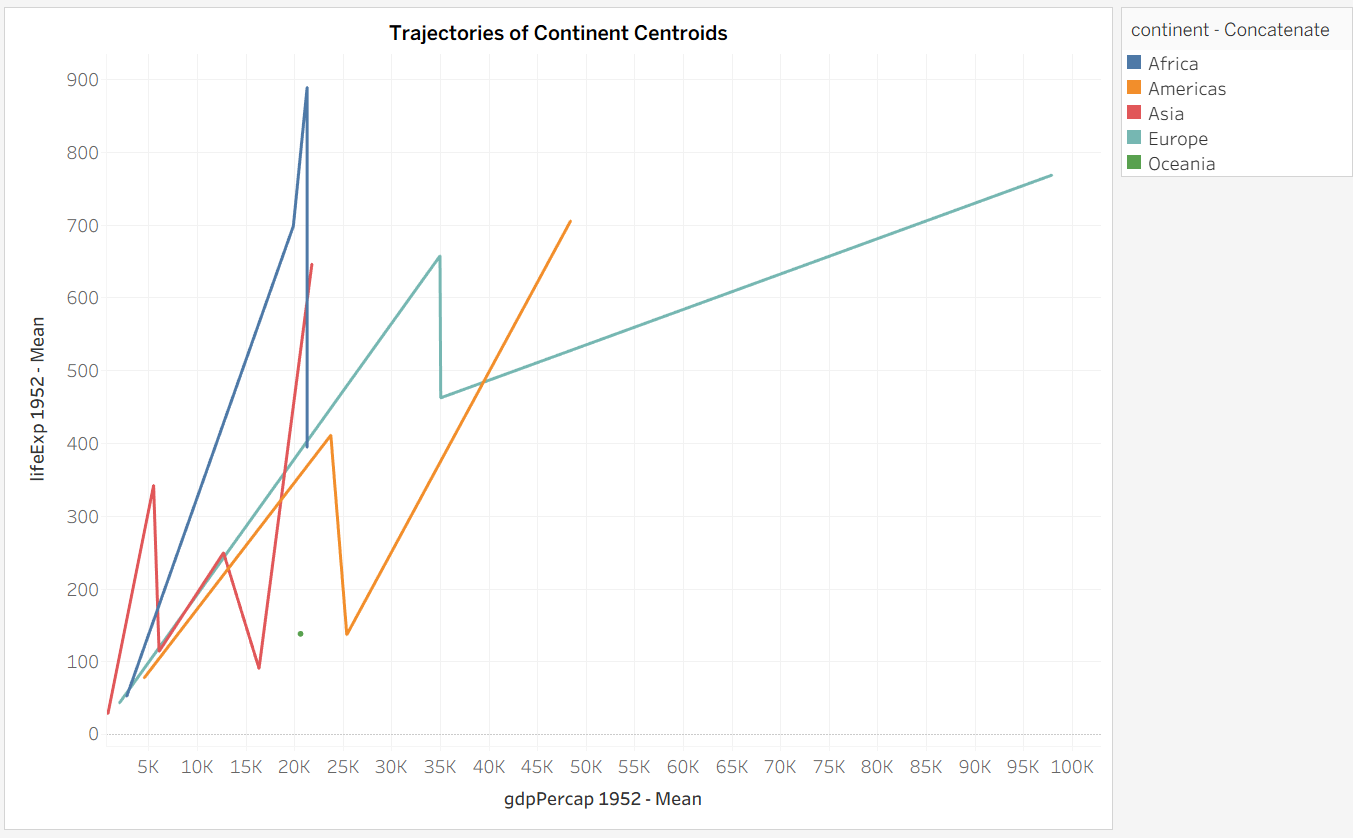 Trajectories of Continent Centroids
continent - Concatenate
Africa
Americas
Asia
Europe
Oceania
900
800
700
600
500
400
300
200
100
0
lifeExp 1952 - Mean
5K 10K 15K 20K 25K 30K 35K 40K 45K 50K 55K 60K 65K 70K 75K 80K 85K 90K 95K 100K
gdpPercap 1952 - Mean